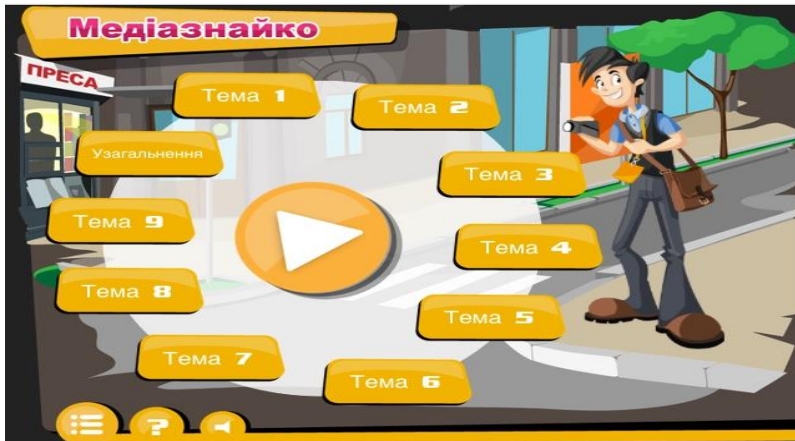 Медіазнайко
ПРЕСА
Тема 1
Тема 2
Узагальнення
Тема 3
Тема 9
Тема 4
Тема 8
Тема 5
Тема 7
Тема 6
?